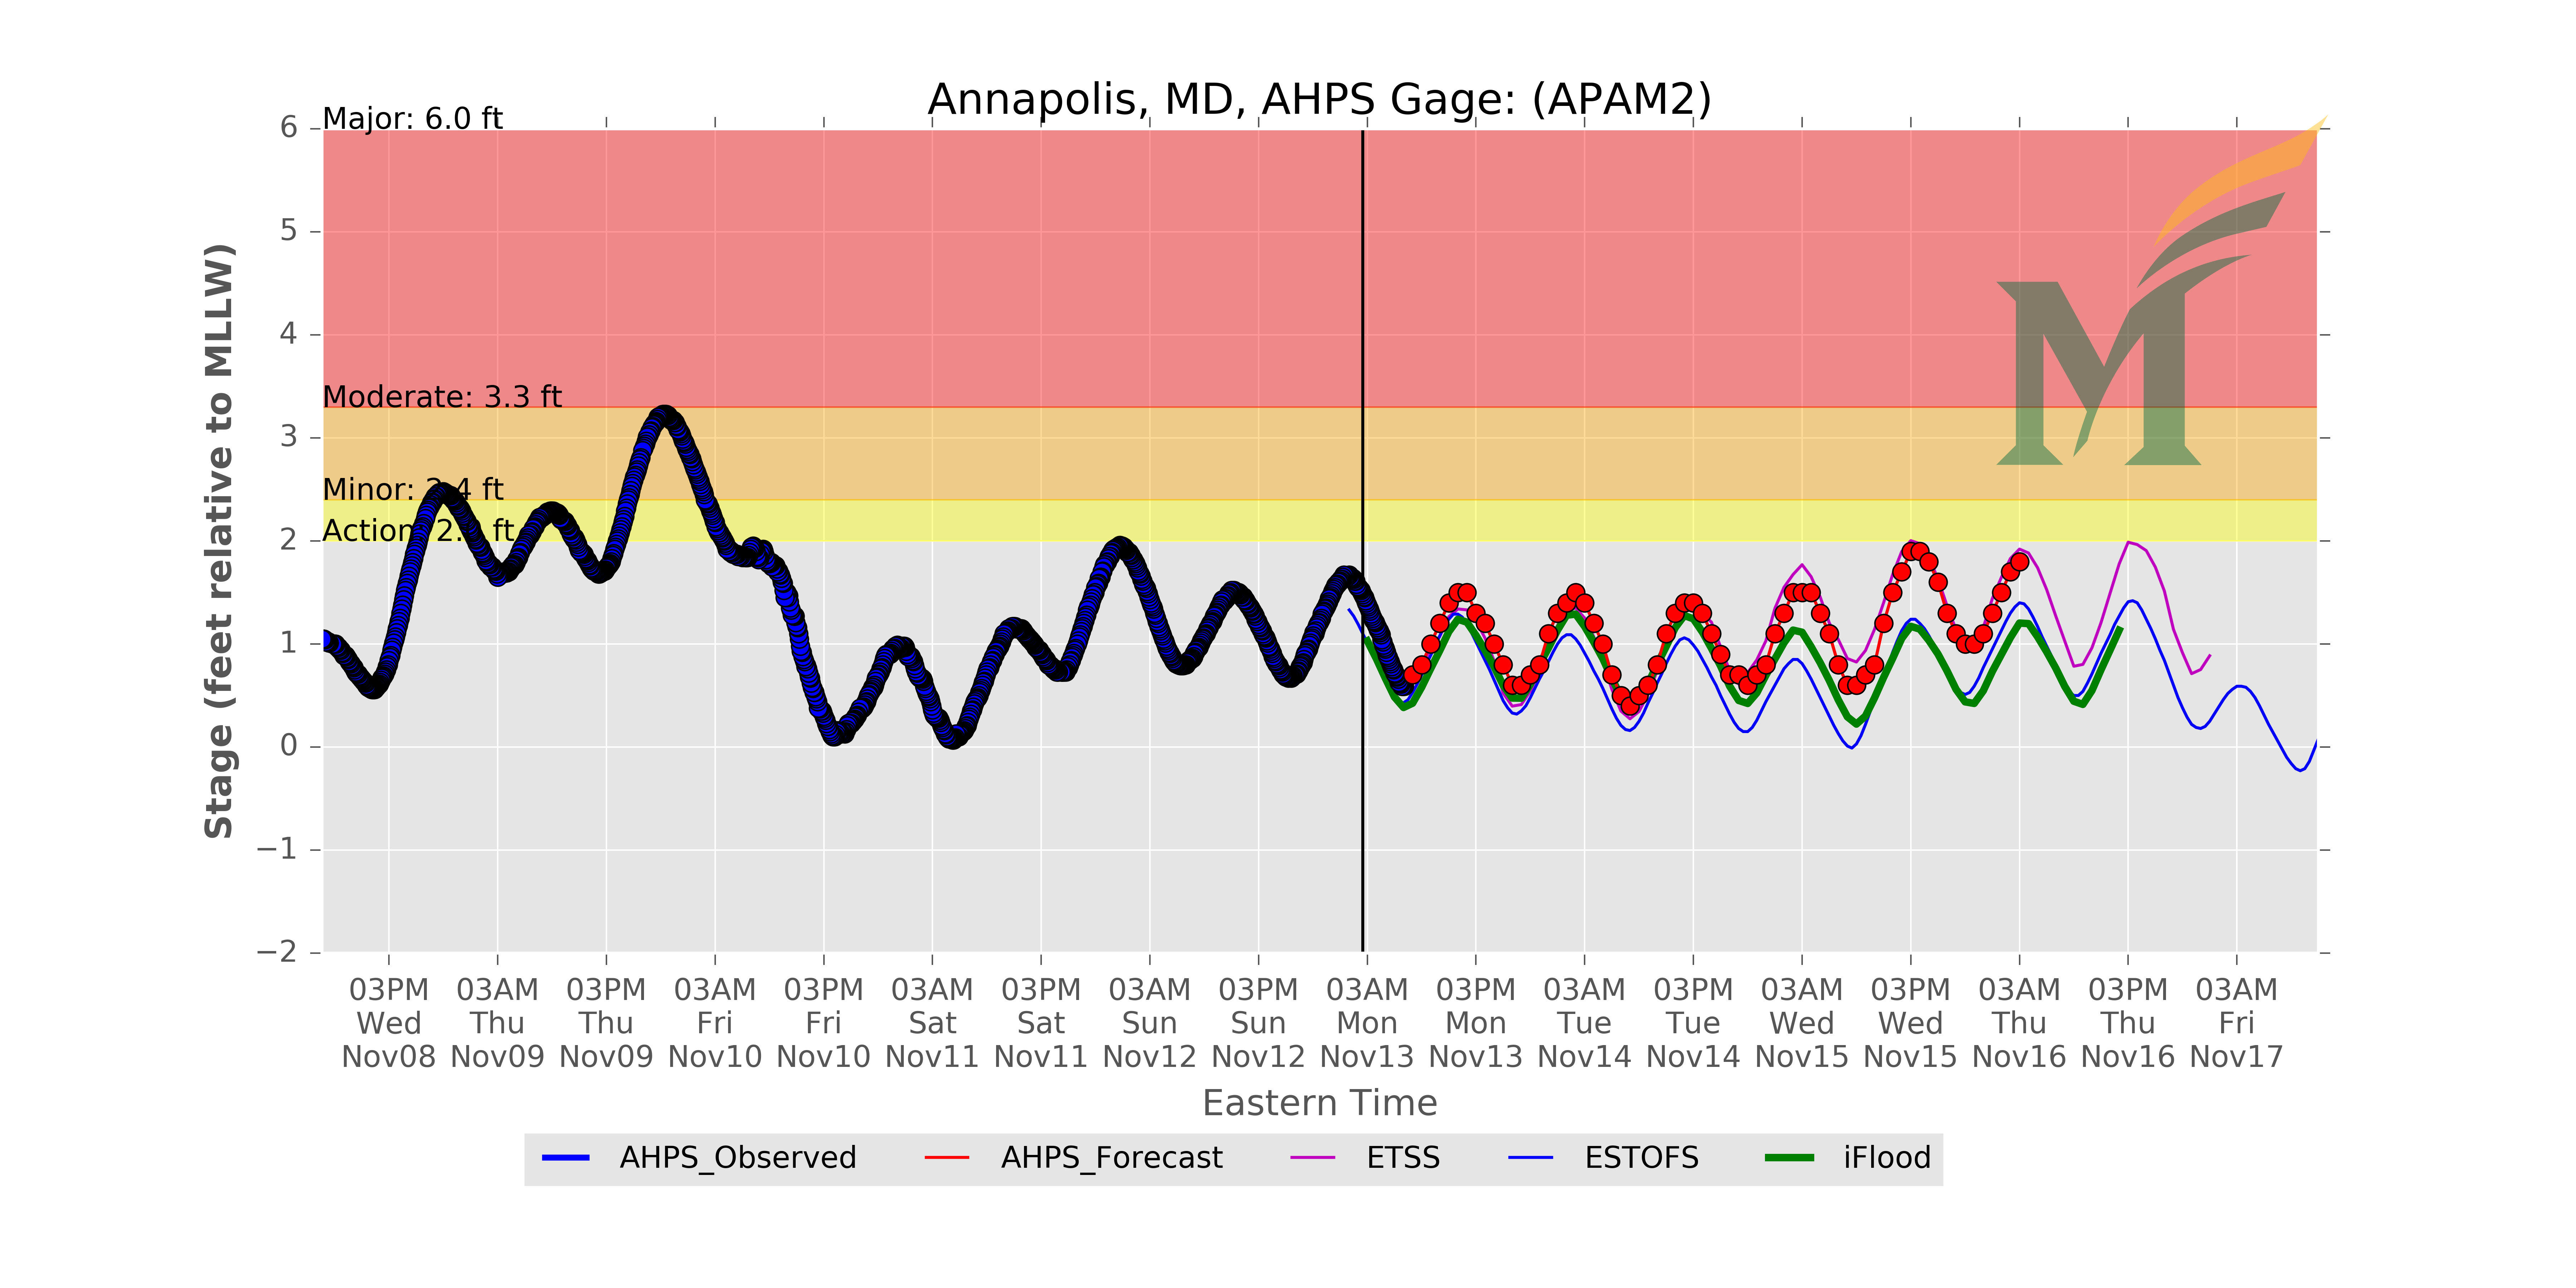 Annapolis, MD, AHPS Gage: (APAM2)
Major: 6.0 ft
Moderate: 3.3 ft
Minor: 2.4 ft
Action: 2. ft
6
5
4
3
2
1
0
−1
−2
Stage (feet relative to MLLW)
03PM 03AM 03PM 03AM 03PM 03AM 03PM 03AM 03PM 03AM 03PM 03AM 03PM 03AM 03PM 03AM 03PM 03AM
Wed Thu Thu Fri Fri Sat Sat Sun Sun Mon Mon Tue Tue Wed Wed Thu Thu Fri
Nov08 Nov09 Nov09 Nov10 Nov10 Nov11 Nov11 Nov12 Nov12 Nov13 Nov13 Nov14 Nov14 Nov15 Nov15 Nov16 Nov16 Nov17
Eastern Time
AHPS_Observed AHPS_Forecast ETSS ESTOFS iFlood